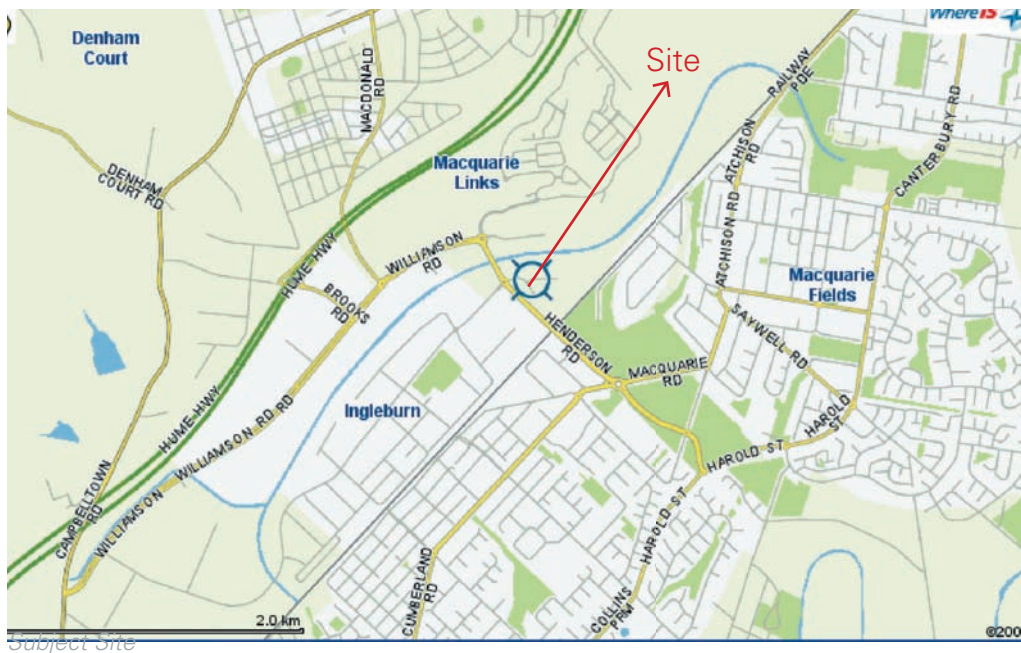 WhereiS
Denham
Court
Site
MACDONALD
RD
RAILWAY
PDE
CANTERBURY RD
ATCHISON
RD
Macquarie
Links
DENHAM
COURT RD
WILLIAMSON
RD
HUME HWY
BROOKS
RD
ATCHISON RD
Macquarie
Fields
SAYWELL RD
HENDERSON
RD
MACQUARIE
RD
Ingleburn
HUME HWY
WILLIAMSON RD
RD
HAROLD
ST
HAROLD ST
CAMPBELLTOWN
RD
WILLIAMSON
HAROLD ST
CUMBERLAND
RD
COLLINS
PRM
2.0 km
©200
Subject Site